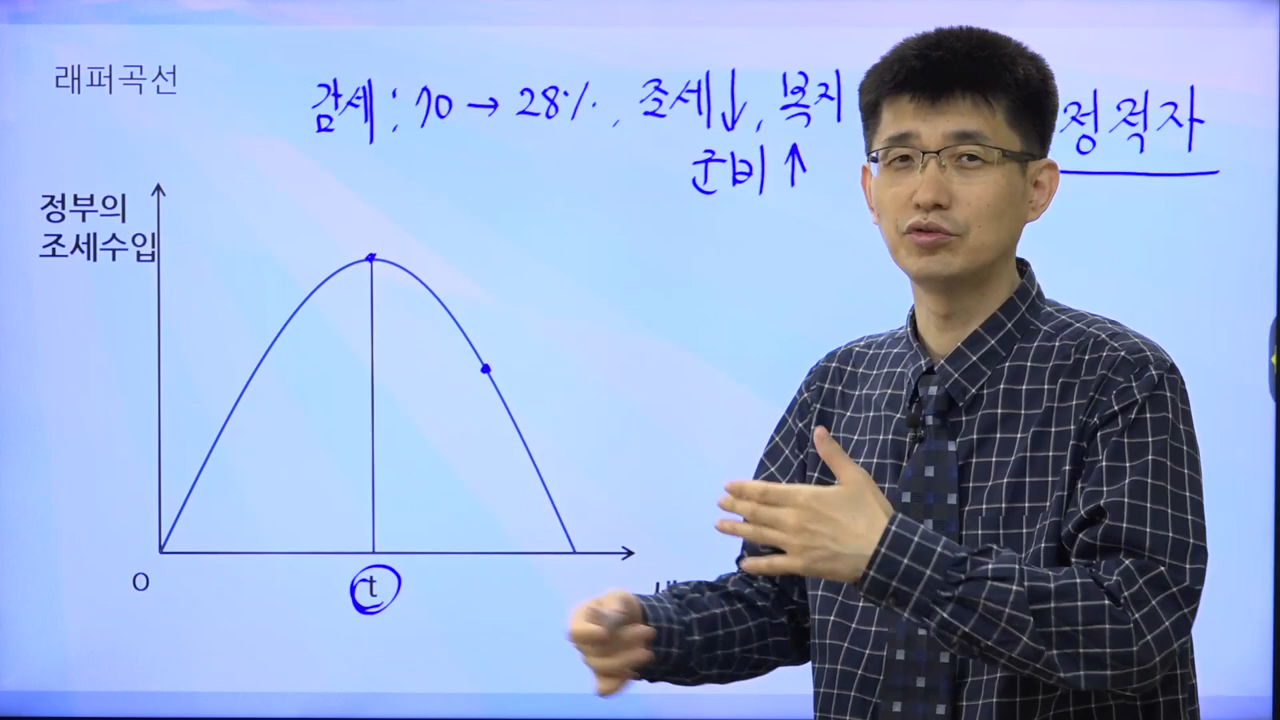 래퍼곡선
감세 : 70 → 28%, 조세↓, 복지
정적자
군비↑
정부의
조세수입
O
t